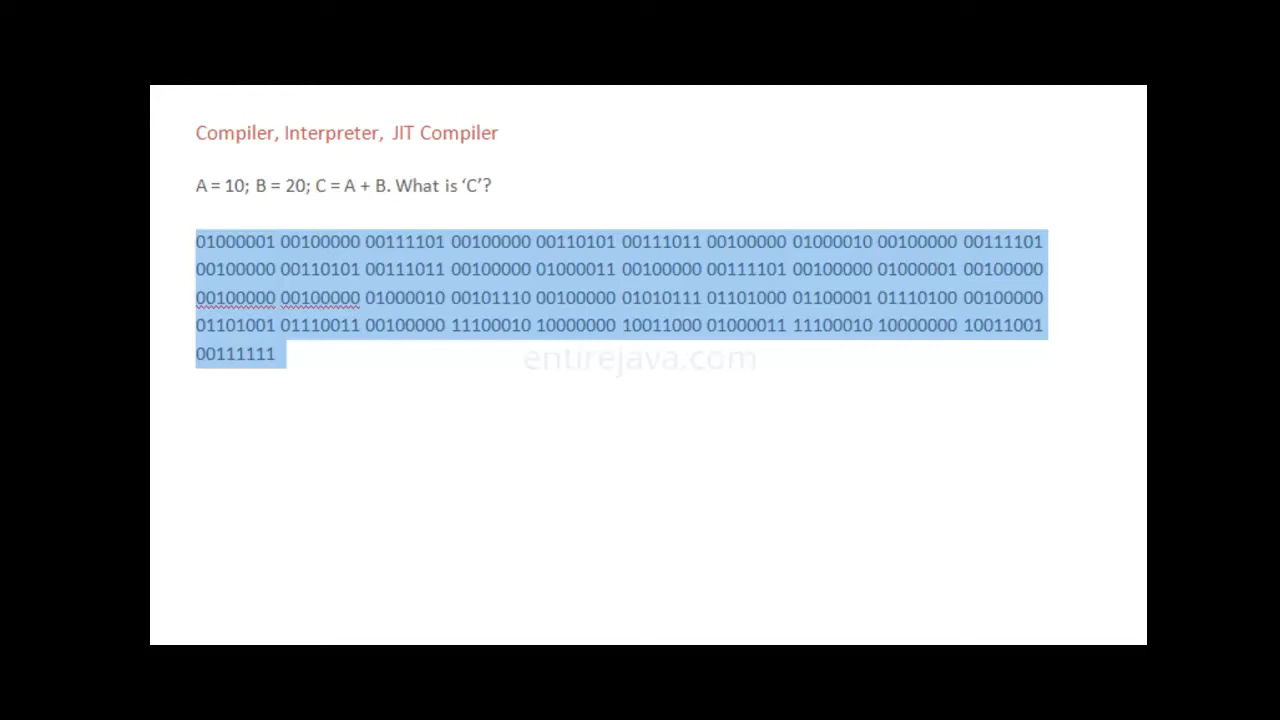 Compiler, Interpreter, JIT Compiler
A = 10; B = 20; C = A + B. What is ‘C’?
01000001 00100000 00111101 00100000 00110101 00111011 00100000 01000010 00100000 00111101
00100000 00110101 00111011 00100000 01000011 00100000 00111101 00100000 01000001 00100000
00100000 00100000 01000010 00101110 00100000 01010111 01101000 01100001 01110100 00100000
01101001 01110011 00100000 11100010 10000000 10011000 01000011 11100010 10000000 10011001
00111111
entirejava.com